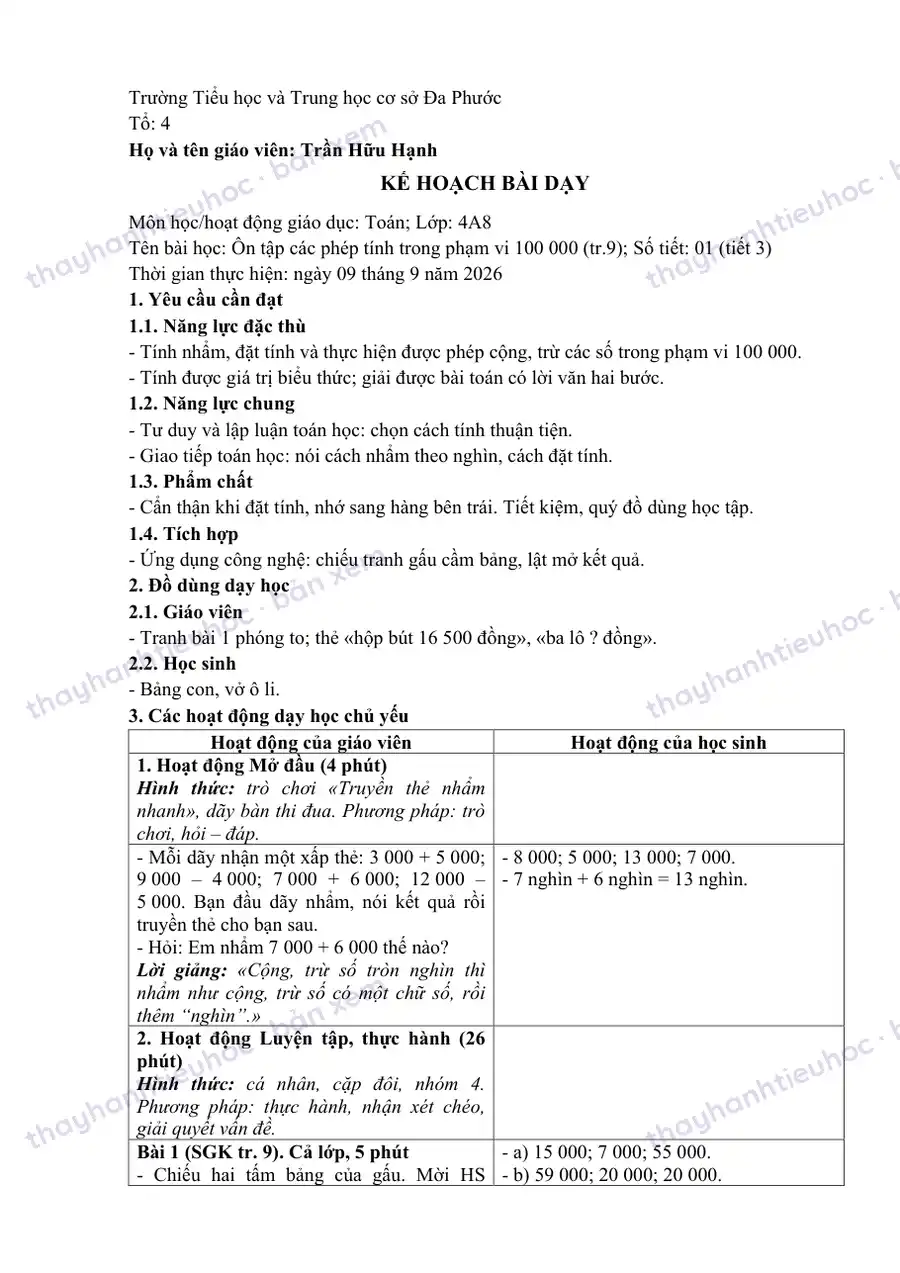 Trường Tiểu học và Trung học cơ sở Đa Phước
Tổ: 4
Họ và tên giáo viên: Trần Hữu Hạnh
KẾ HOẠCH BÀI DẠY
Môn học/hoạt động giáo dục: Toán; Lớp: 4A8
Tên bài học: Ôn tập các phép tính trong phạm vi 100 000 (tr.9); Số tiết: 01 (tiết 3)
Thời gian thực hiện: ngày 09 tháng 9 năm 2026
1. Yêu cầu cần đạt
1.1. Năng lực đặc thù
- Tính nhẩm, đặt tính và thực hiện được phép cộng, trừ các số trong phạm vi 100 000.
- Tính được giá trị biểu thức; giải được bài toán có lời văn hai bước.
1.2. Năng lực chung
- Tư duy và lập luận toán học: chọn cách tính thuận tiện.
- Giao tiếp toán học: nói cách nhẩm theo nghìn, cách đặt tính.
1.3. Phẩm chất
- Cẩn thận khi đặt tính, nhớ sang hàng bên trái. Tiết kiệm, quý đồ dùng học tập.
1.4. Tích hợp
- Ứng dụng công nghệ: chiếu tranh gấu cầm bảng, lật mở kết quả.
2. Đồ dùng dạy học
2.1. Giáo viên
- Tranh bài 1 phóng to; thẻ «hộp bút 16 500 đồng», «ba lô ? đồng».
2.2. Học sinh
- Bảng con, vở ô li.
3. Các hoạt động dạy học chủ yếu
Hoạt động của giáo viên
Hoạt động của học sinh
1. Hoạt động Mở đầu (4 phút)
Hình thức: trò chơi «Truyền thẻ nhẩm
nhanh», dãy bàn thi đua. Phương pháp: trò
chơi, hỏi – đáp.
- Mỗi dãy nhận một xấp thẻ: 3 000 + 5 000;
9 000 – 4 000; 7 000 + 6 000; 12 000 –
5 000. Bạn đầu dãy nhẩm, nói kết quả rồi
truyền thẻ cho bạn sau.
- Hỏi: Em nhẩm 7 000 + 6 000 thế nào?
Lời giảng: «Cộng, trừ số tròn nghìn thì
nhẩm như cộng, trừ số có một chữ số, rồi
thêm “nghìn”.»
- 8 000; 5 000; 13 000; 7 000.
- 7 nghìn + 6 nghìn = 13 nghìn.
2. Hoạt động Luyện tập, thực hành (26
phút)
Hình thức: cá nhân, cặp đôi, nhóm 4.
Phương pháp: thực hành, nhận xét chéo,
giải quyết vấn đề.
Bài 1 (SGK tr. 9). Cả lớp, 5 phút
- Chiếu hai tấm bảng của gấu. Mời HS
- a) 15 000; 7 000; 55 000.
- b) 59 000; 20 000; 20 000.
thayhanhtieuhoc · bản xem
thayhanhtieuhoc · b
thayhanhtieuhoc · bản xem
thayhanhtieuhoc · b
thayhanhtieuhoc · bản xem
thayhanhtieuhoc · b